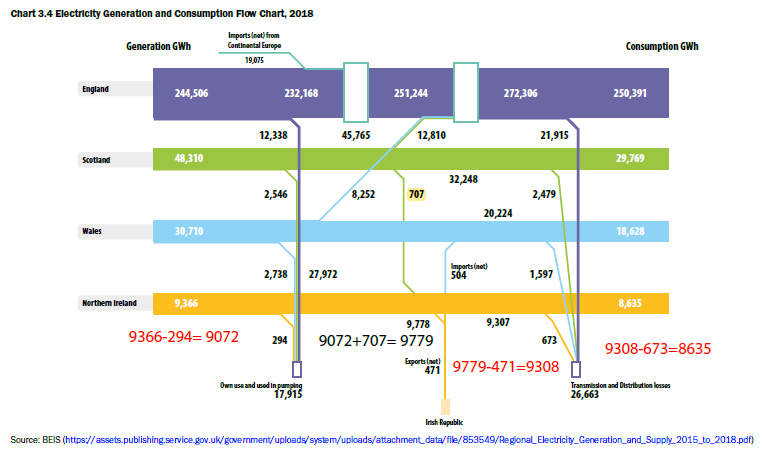 Chart 3.4 Electricity Generation and Consumption Flow Chart, 2018
Imports (net) from
Continental Europe
19,075
Generation GWh
Consumption GWh
England
244,506
232,168
251,244
272,306
250,391
12,338
45,765
12,810
21,915
Scotland
48,310
29,769
32,248
2,546
8,252
707
2,479
20,224
Wales
30,710
18,628
2,738
27,972
Imports (net)
504
1,597
Northern Ireland
9,366
8,635
9366-294= 9072
294
9072+707= 9779
9,778
9,307
673
9308-673=8635
Exports (net)
471
9779-471=9308
Own use and used in pumping
17,915
Transmission and Distribution losses
26,663
Irish Republic
Source: BEIS (https://assets.publishing.service.gov.uk/government/uploads/system/uploads/attachment_data/file/853549/Regional_Electricity_Generation_and_Supply_2015_to_2018.pdf)